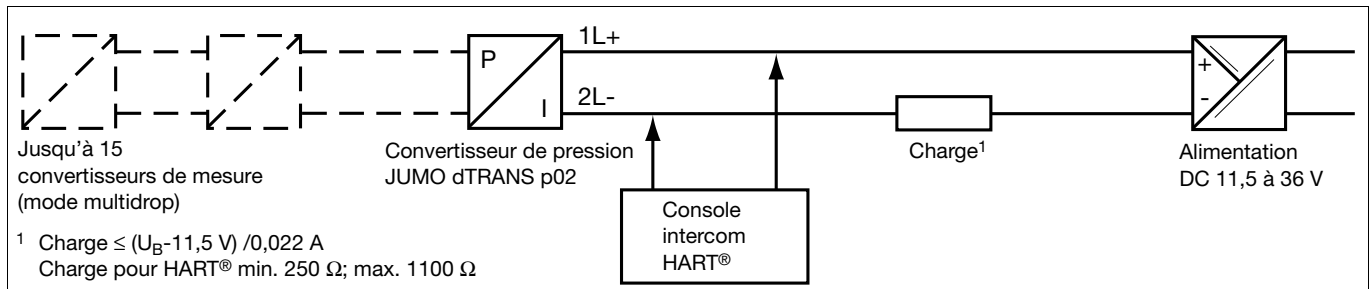 1L+
P
I
2L-
+
-
Jusqu'à 15
convertisseurs de mesure
(mode multidrop)
Convertisseur de pression
JUMO dTRANS p02
Charge¹
Alimentation
DC 11,5 à 36 V
Console
intercom
HART®
¹ Charge ≤ (U_B-11,5 V) /0,022 A
Charge pour HART® min. 250 Ω; max. 1100 Ω